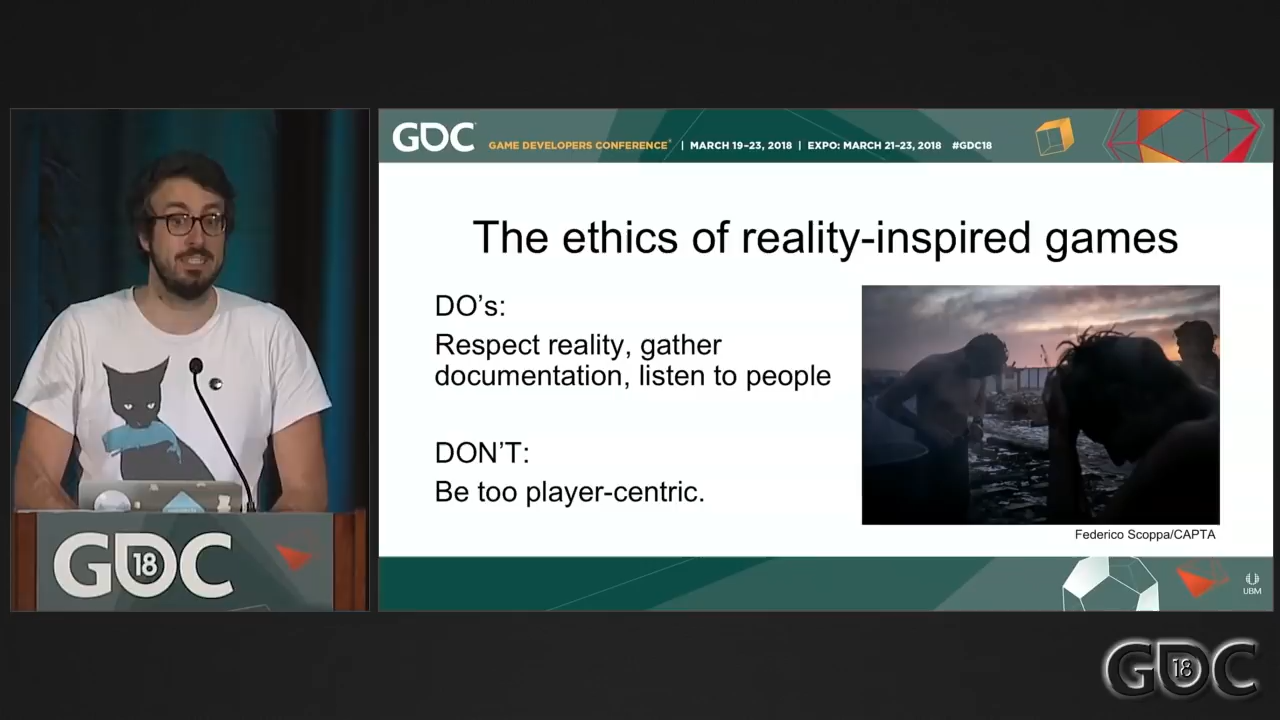 GDC
GAME DEVELOPERS CONFERENCE® | MARCH 19–23, 2018 | EXPO: MARCH 21–23, 2018 #GDC18
The ethics of reality-inspired games
DO’s:
Respect reality, gather
documentation, listen to people
DON’T:
Be too player-centric.
Federico Scoppa/CAPTA
UBM
GDC 18
GDC 18